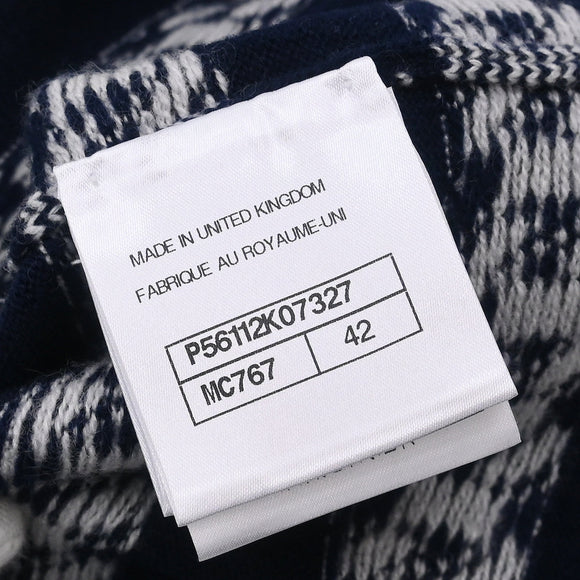 MADE IN UNITED KINGDOM
FABRIQUE AU ROYAUME-UNI
P56112K07327
MC767 42